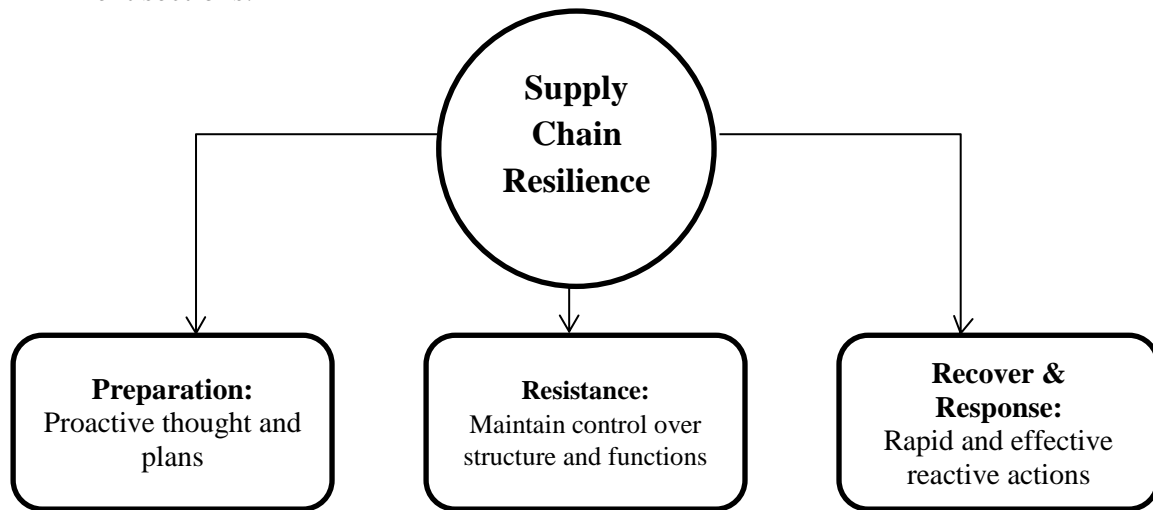 Supply
Chain
Resilience
Preparation:
Proactive thought and
plans
Resistance:
Maintain control over
structure and functions
Recover &
Response:
Rapid and effective
reactive actions